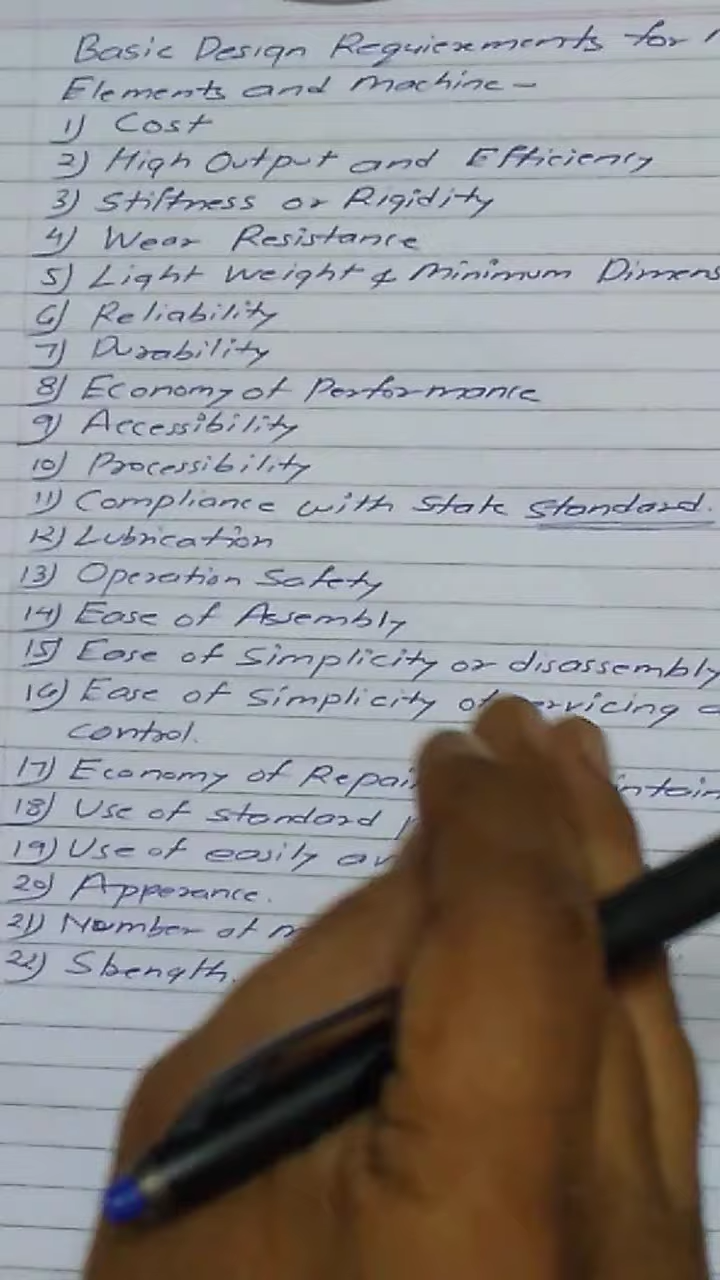 Basic Design Requirements for
Elements and Machine -
1) Cost
2) High Output and Efficiency
3) Stiffness or Rigidity
4) Wear Resistance
5) Light Weight & Minimum Dimens
6) Reliability
7) Durability
8) Economy of Performance
9) Accessibility
10) Processibility
11) Compliance with State Standard.
12) Lubrication
13) Operation Safety
14) Ease of Assembly
15) Ease of Simplicity or disassembly
16) Ease of Simplicity of
control.
17) Economy of Repai
18) Use of standard
19) Use of easily
20) Apperance.
21) Number of
22) Sbength.